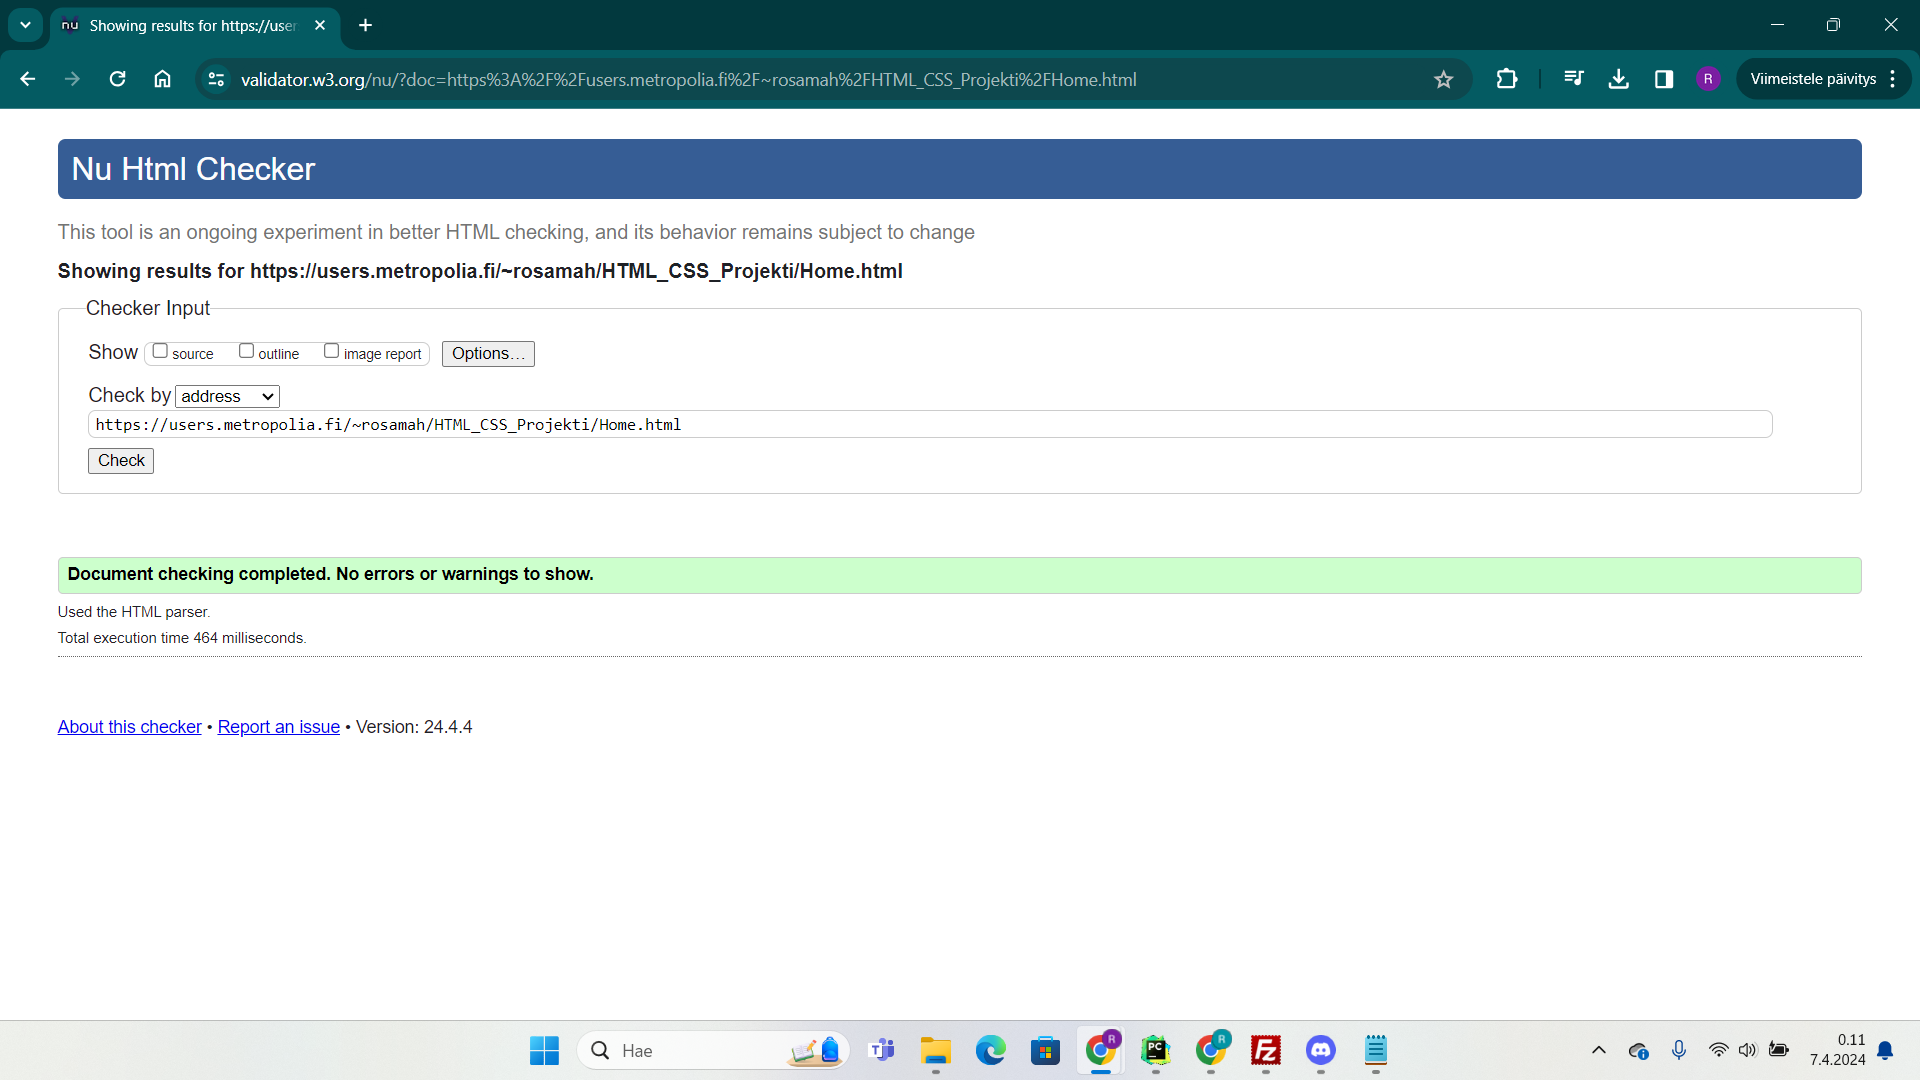 nu Showing results for https://user
validator.w3.org/nu/?doc=https%3A%2F%2Fusers.metropolia.fi%2F~rosamah%2FHTML_CSS_Projekti%2FHome.html
R
Viimeistele päivitys
Nu Html Checker
This tool is an ongoing experiment in better HTML checking, and its behavior remains subject to change
Showing results for https://users.metropolia.fi/~rosamah/HTML_CSS_Projekti/Home.html
Checker Input
Show source outline image report Options…
Check by address
https://users.metropolia.fi/~rosamah/HTML_CSS_Projekti/Home.html
Check
Document checking completed. No errors or warnings to show.
Used the HTML parser.
Total execution time 464 milliseconds.
About this checker • Report an issue • Version: 24.4.4
Hae
T
R
PC
R
FZ
0.11
7.4.2024